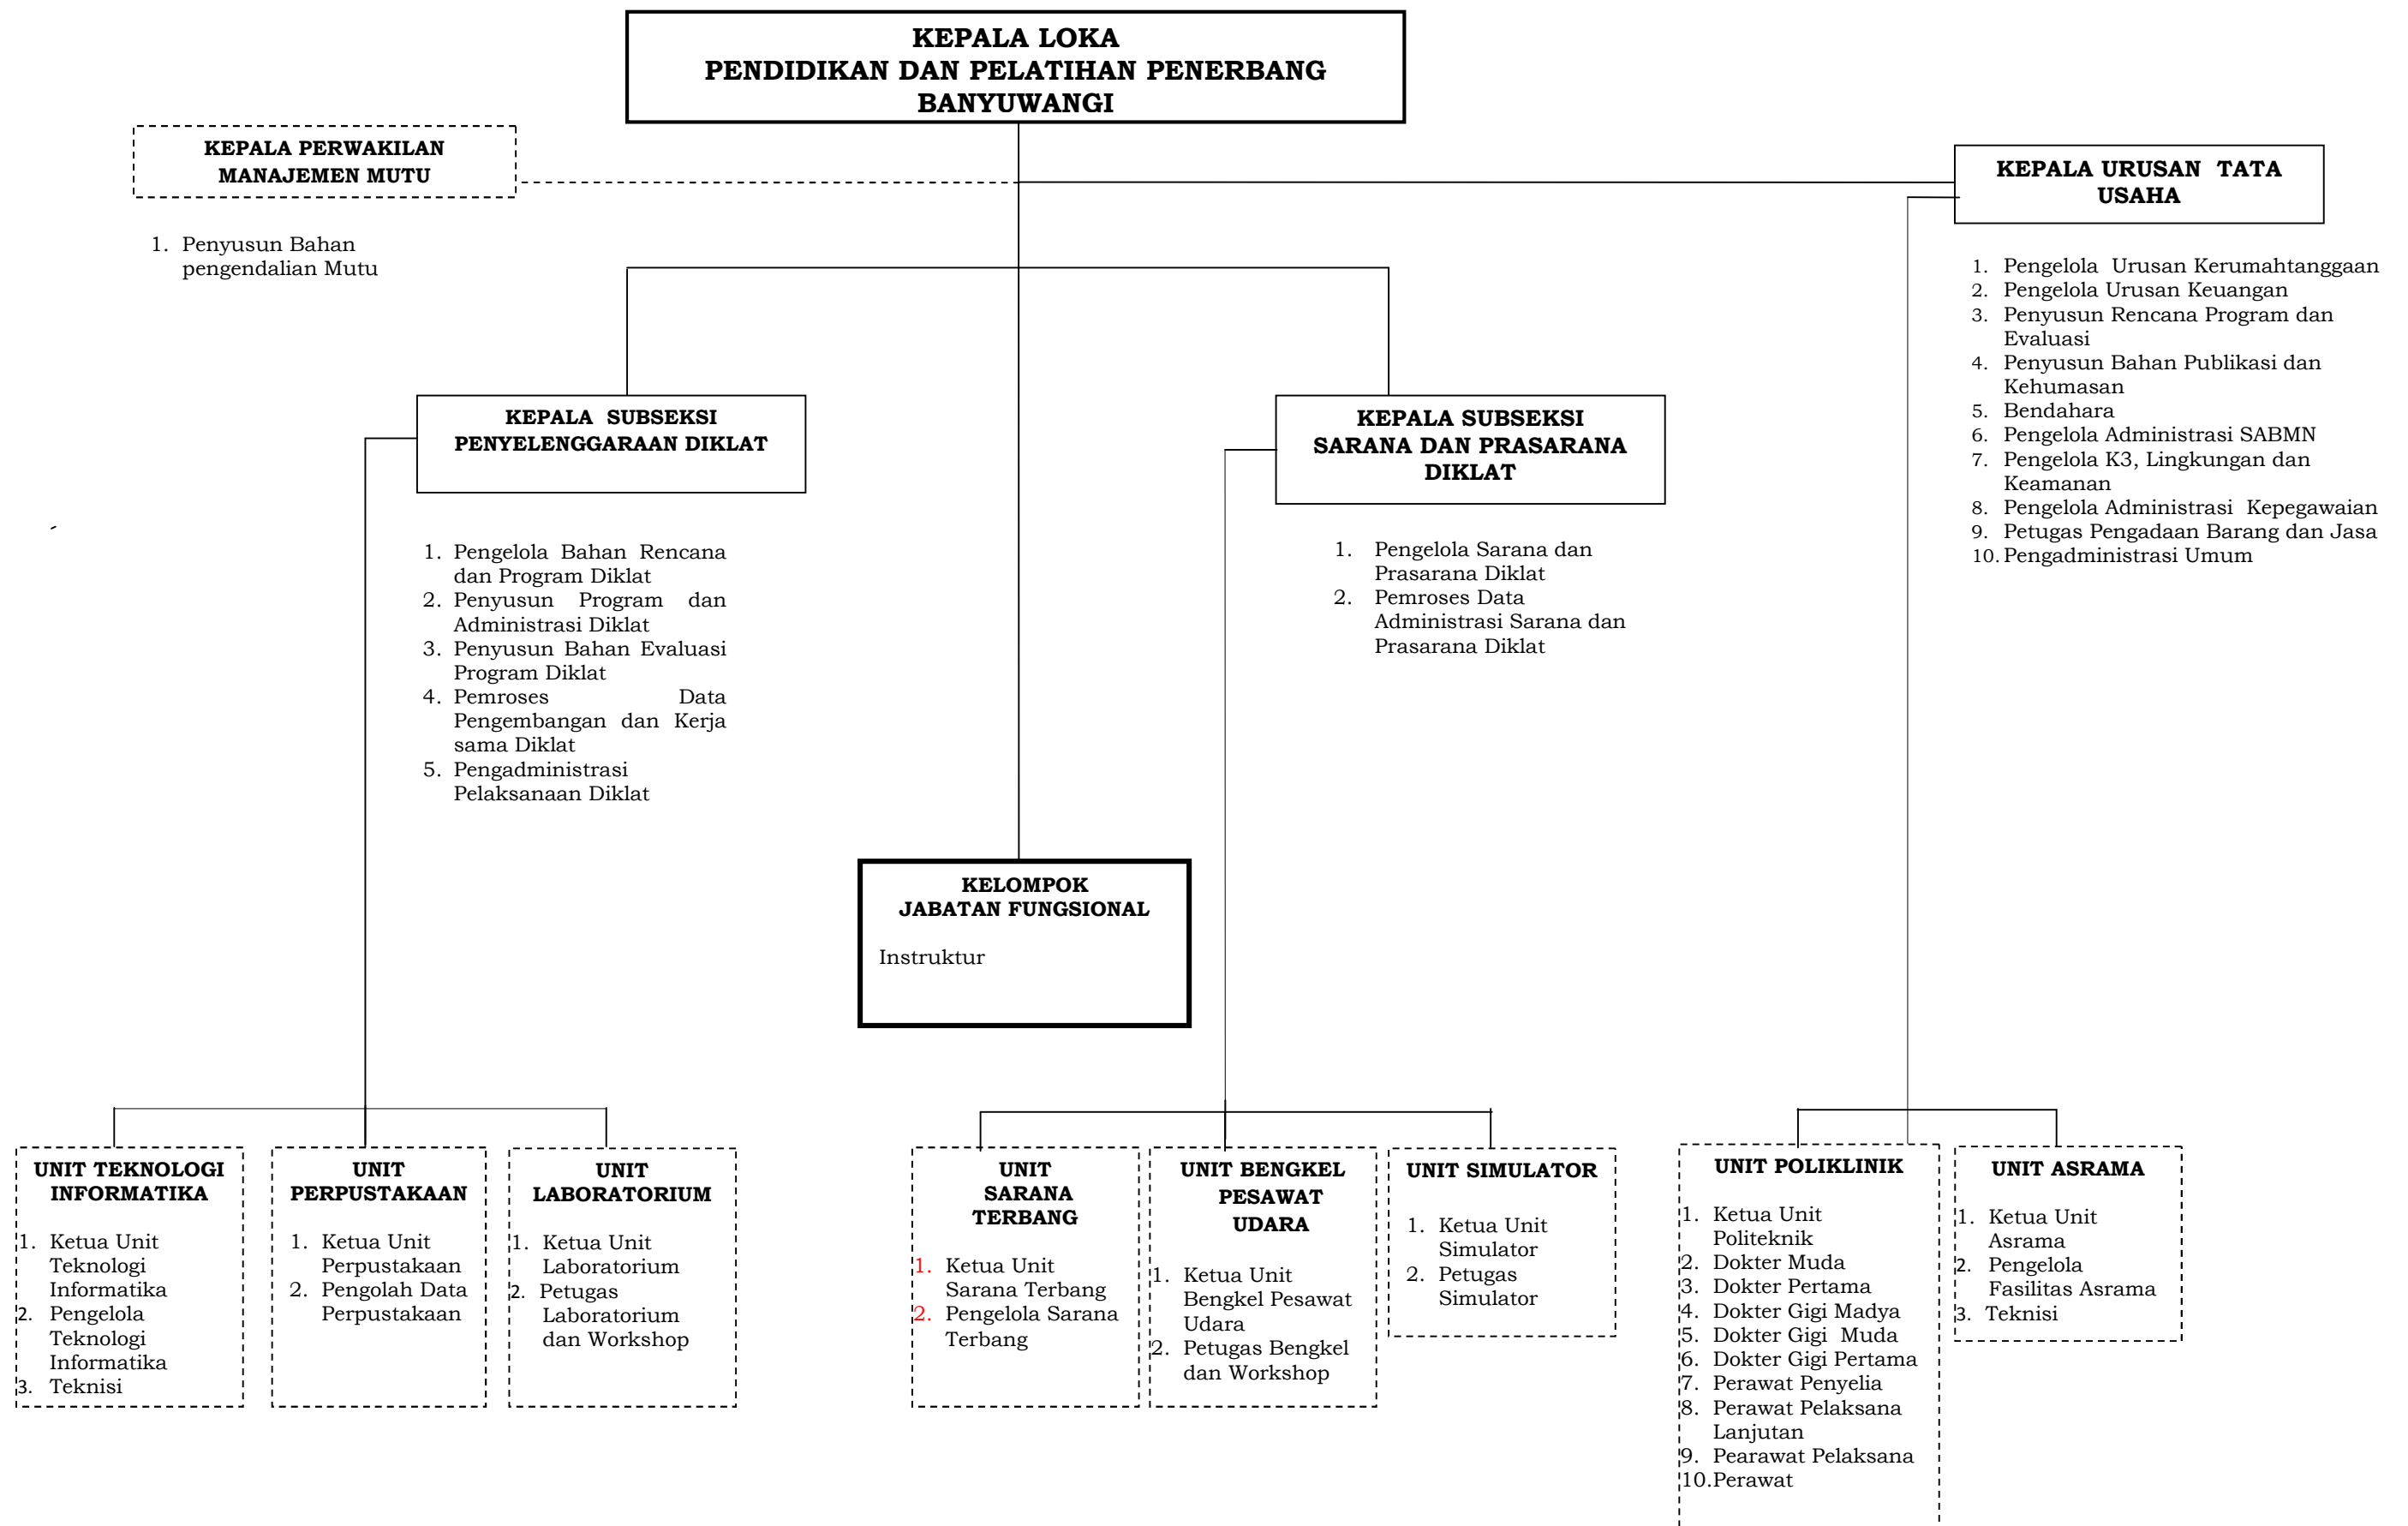 KEPALA LOKA
PENDIDIKAN DAN PELATIHAN PENERBANG
BANYUWANGI
KEPALA PERWAKILAN
MANAJEMEN MUTU
1. Penyusun Bahan
pengendalian Mutu
KEPALA URUSAN TATA
USAHA
1. Pengelola Urusan Kerumahtanggaan
2. Pengelola Urusan Keuangan
3. Penyusun Rencana Program dan
Evaluasi
4. Penyusun Bahan Publikasi dan
Kehumasan
5. Bendahara
6. Pengelola Administrasi SABMN
7. Pengelola K3, Lingkungan dan
Keamanan
8. Pengelola Administrasi Kepegawaian
9. Petugas Pengadaan Barang dan Jasa
10. Pengadministrasi Umum
KEPALA SUBSEKSI
PENYELENGGARAAN DIKLAT
1. Pengelola Bahan Rencana
dan Program Diklat
2. Penyusun Program dan
Administrasi Diklat
3. Penyusun Bahan Evaluasi
Program Diklat
4. Pemroses Data
Pengembangan dan Kerja
sama Diklat
5. Pengadministrasi
Pelaksanaan Diklat
KEPALA SUBSEKSI
SARANA DAN PRASARANA
DIKLAT
1. Pengelola Sarana dan
Prasarana Diklat
2. Pemroses Data
Administrasi Sarana dan
Prasarana Diklat
KELOMPOK
JABATAN FUNGSIONAL
Instruktur
UNIT TEKNOLOGI
INFORMATIKA
1. Ketua Unit
Teknologi
Informatika
2. Pengelola
Teknologi
Informatika
3. Teknisi
UNIT
PERPUSTAKAAN
1. Ketua Unit
Perpustakaan
2. Pengolah Data
Perpustakaan
UNIT
LABORATORIUM
1. Ketua Unit
Laboratorium
2. Petugas
Laboratorium
dan Workshop
UNIT
SARANA
TERBANG
1. Ketua Unit
Sarana Terbang
2. Pengelola Sarana
Terbang
UNIT BENGKEL
PESAWAT
UDARA
1. Ketua Unit
Bengkel Pesawat
Udara
2. Petugas Bengkel
dan Workshop
UNIT SIMULATOR
1. Ketua Unit
Simulator
2. Petugas
Simulator
UNIT POLIKLINIK
1. Ketua Unit
Politeknik
2. Dokter Muda
3. Dokter Pertama
4. Dokter Gigi Madya
5. Dokter Gigi Muda
6. Dokter Gigi Pertama
7. Perawat Penyelia
8. Perawat Pelaksana
Lanjutan
9. Pearawat Pelaksana
10.Perawat
UNIT ASRAMA
1. Ketua Unit
Asrama
2. Pengelola
Fasilitas Asrama
3. Teknisi